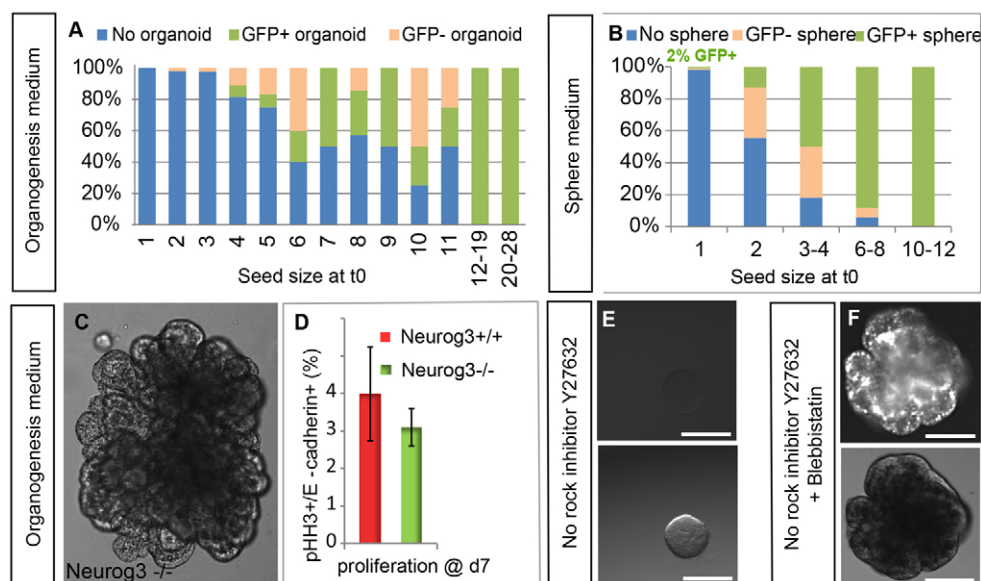 Organogenesis medium
A
No organoid GFP+ organoid GFP- organoid
100%
80%
60%
40%
20%
0%
1 2 3 4 5 6 7 8 9 10 11 12-19 20-28
Seed size at t0
Sphere medium
B
No sphere GFP- sphere GFP+ sphere
2% GFP+
100%
80%
60%
40%
20%
0%
1 2 3-4 6-8 10-12
Seed size at t0
Organogenesis medium
C
Neurog3 -/-
D
Neurog3+/+
Neurog3-/-
pHH3+/E -cadherin+ (%)
4
3
2
1
0
proliferation @ d7
No rock inhibitor Y27632
E
No rock inhibitor Y27632
+ Blebbistatin
F